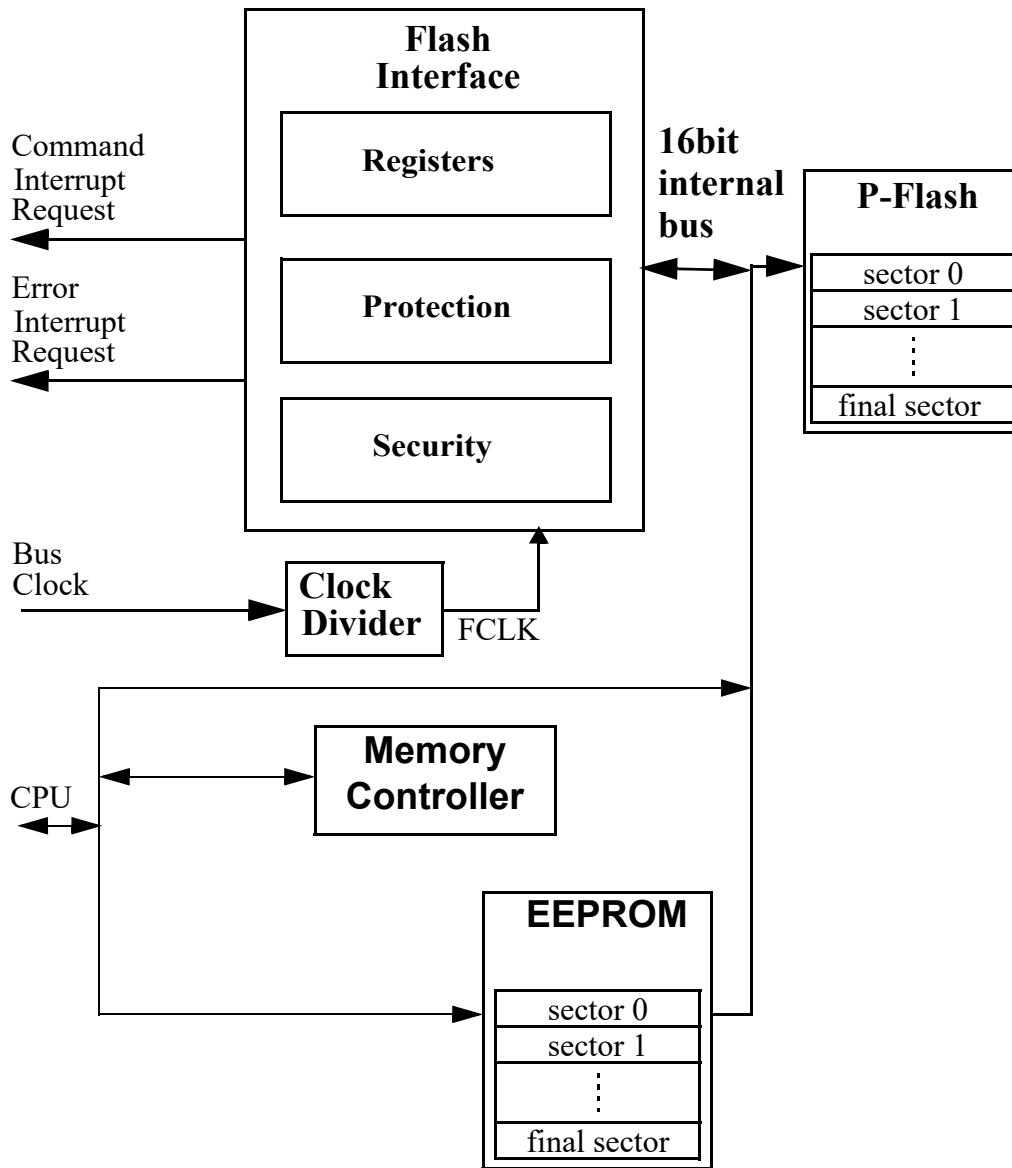 Flash
Interface
Registers
Protection
Security
Command
Interrupt
Request
Error
Interrupt
Request
16bit
internal
bus
P-Flash
sector 0
sector 1
final sector
Bus
Clock
Clock
Divider
FCLK
Memory
Controller
CPU
EEPROM
sector 0
sector 1
final sector